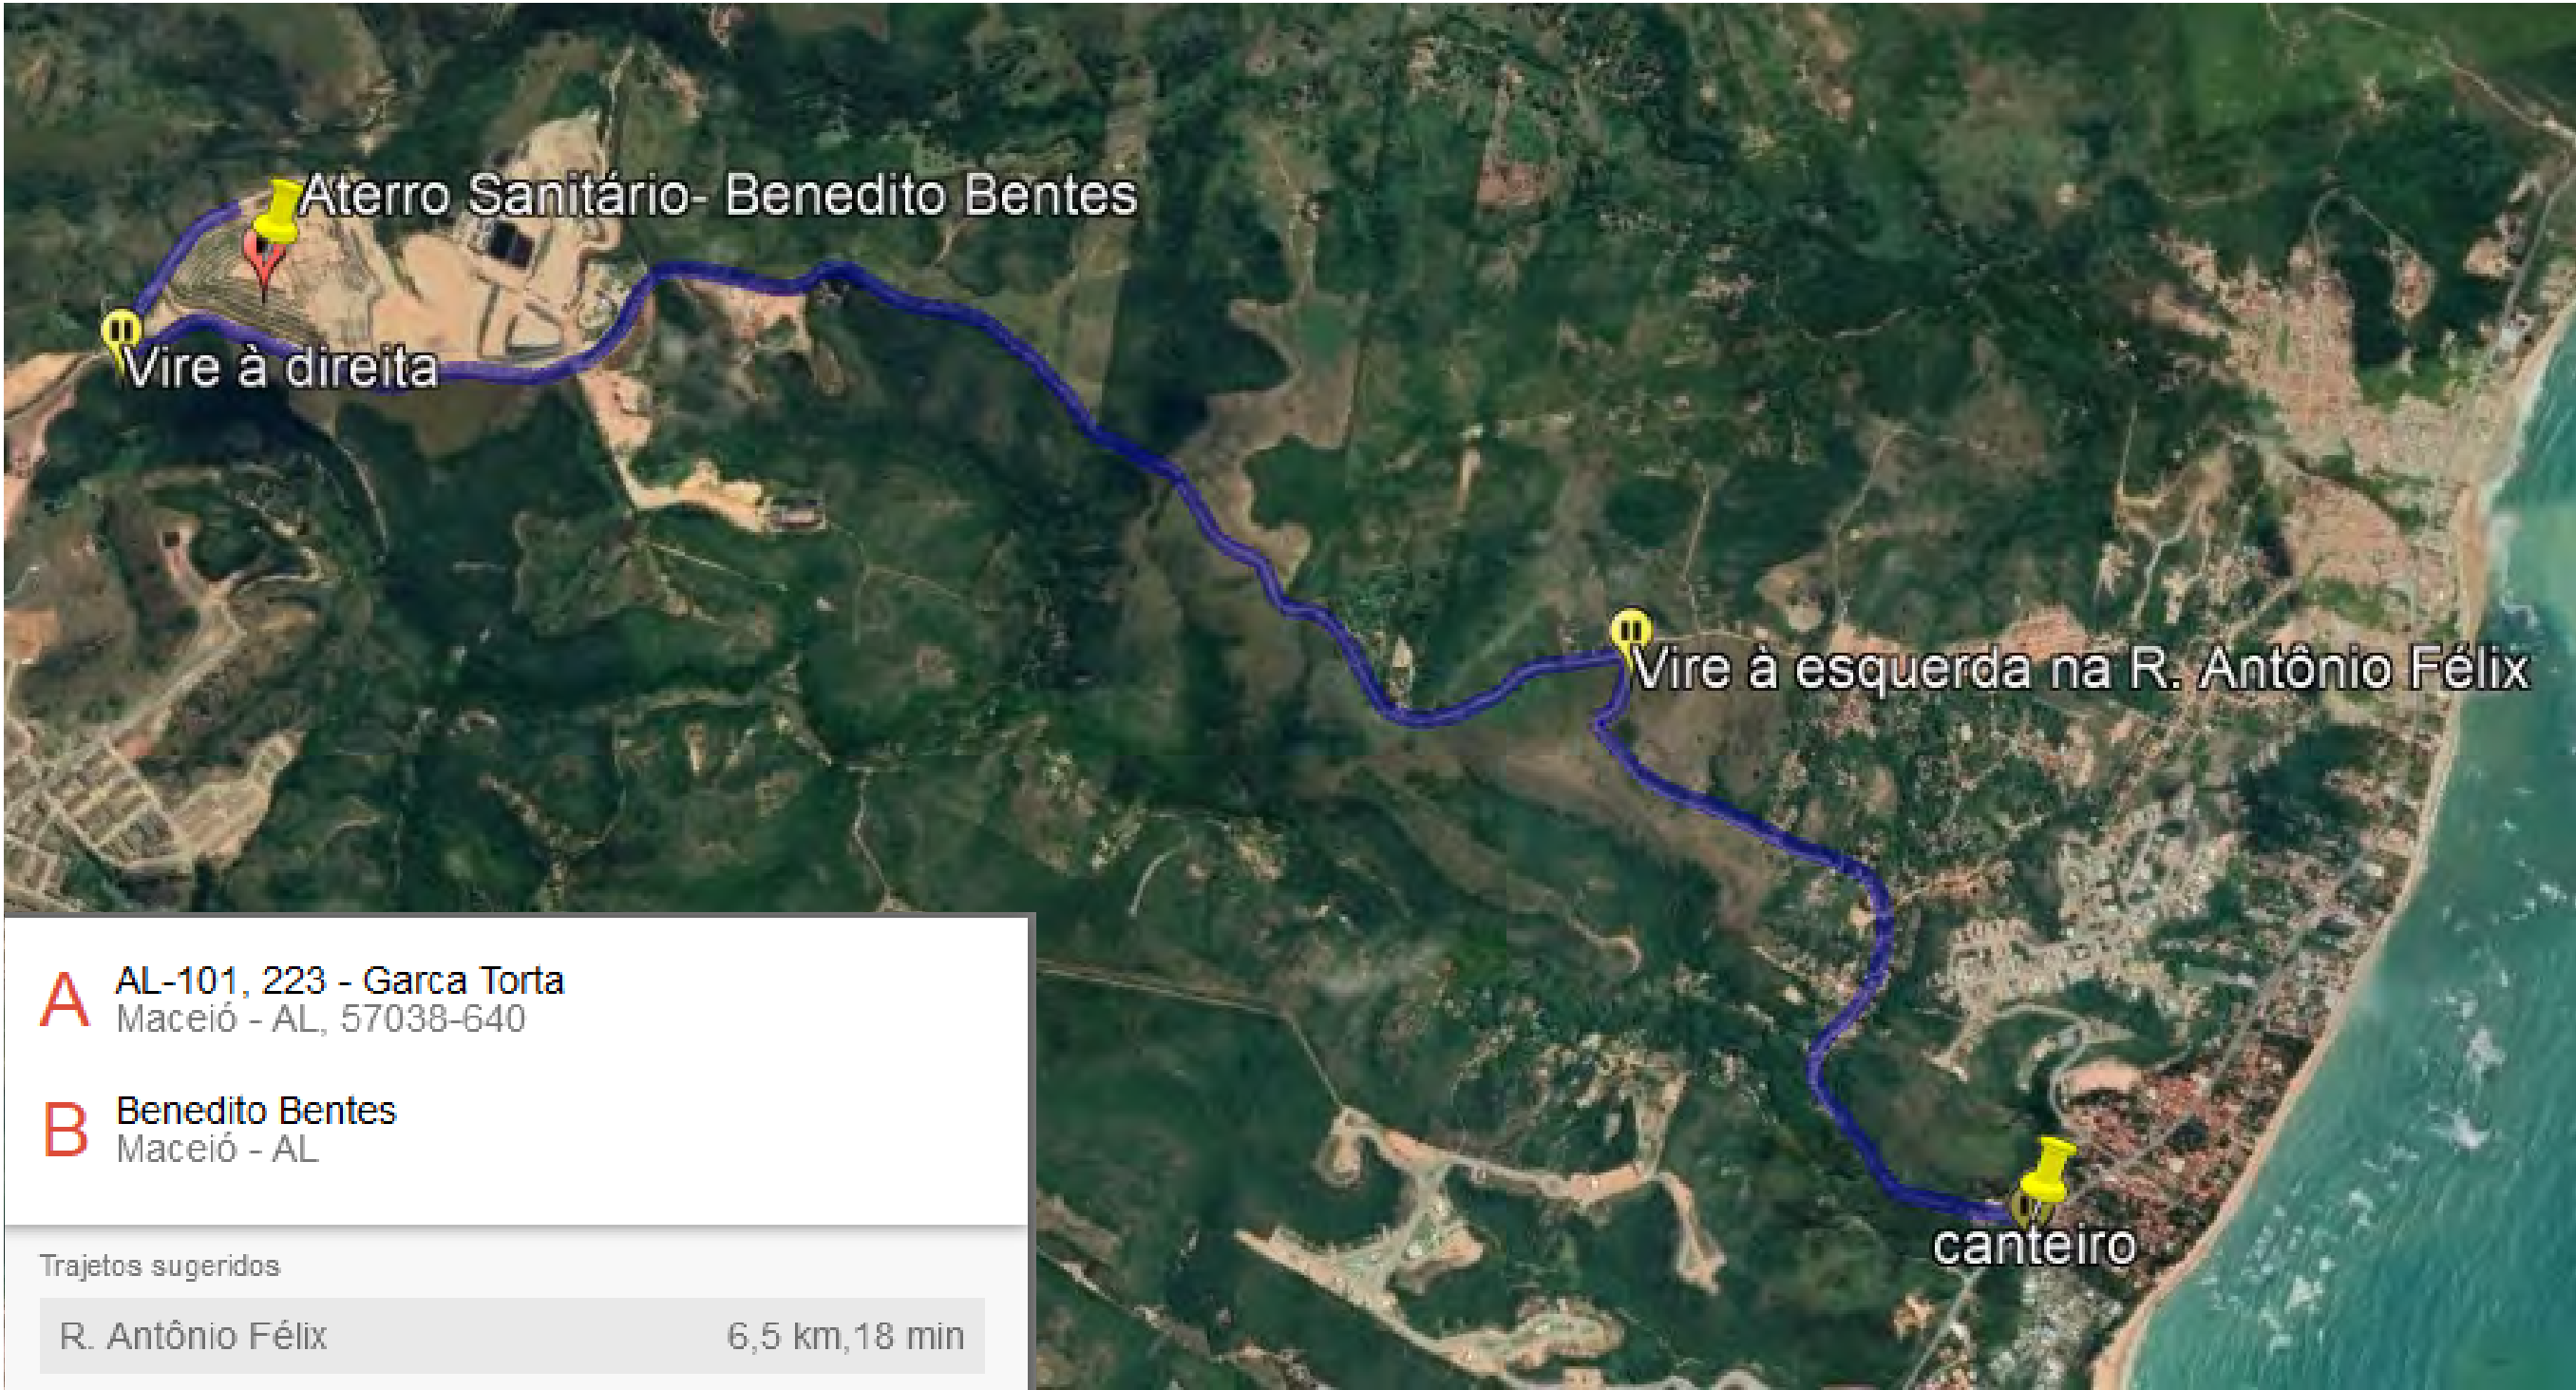 Aterro Sanitário- Benedito Bentes
Vire à direita
Vire à esquerda na R. Antônio Félix
canteiro
A
AL-101, 223 - Garca Torta
Maceió - AL, 57038-640
B
Benedito Bentes
Maceió - AL
Trajetos sugeridos
R. Antônio Félix 6,5 km,18 min